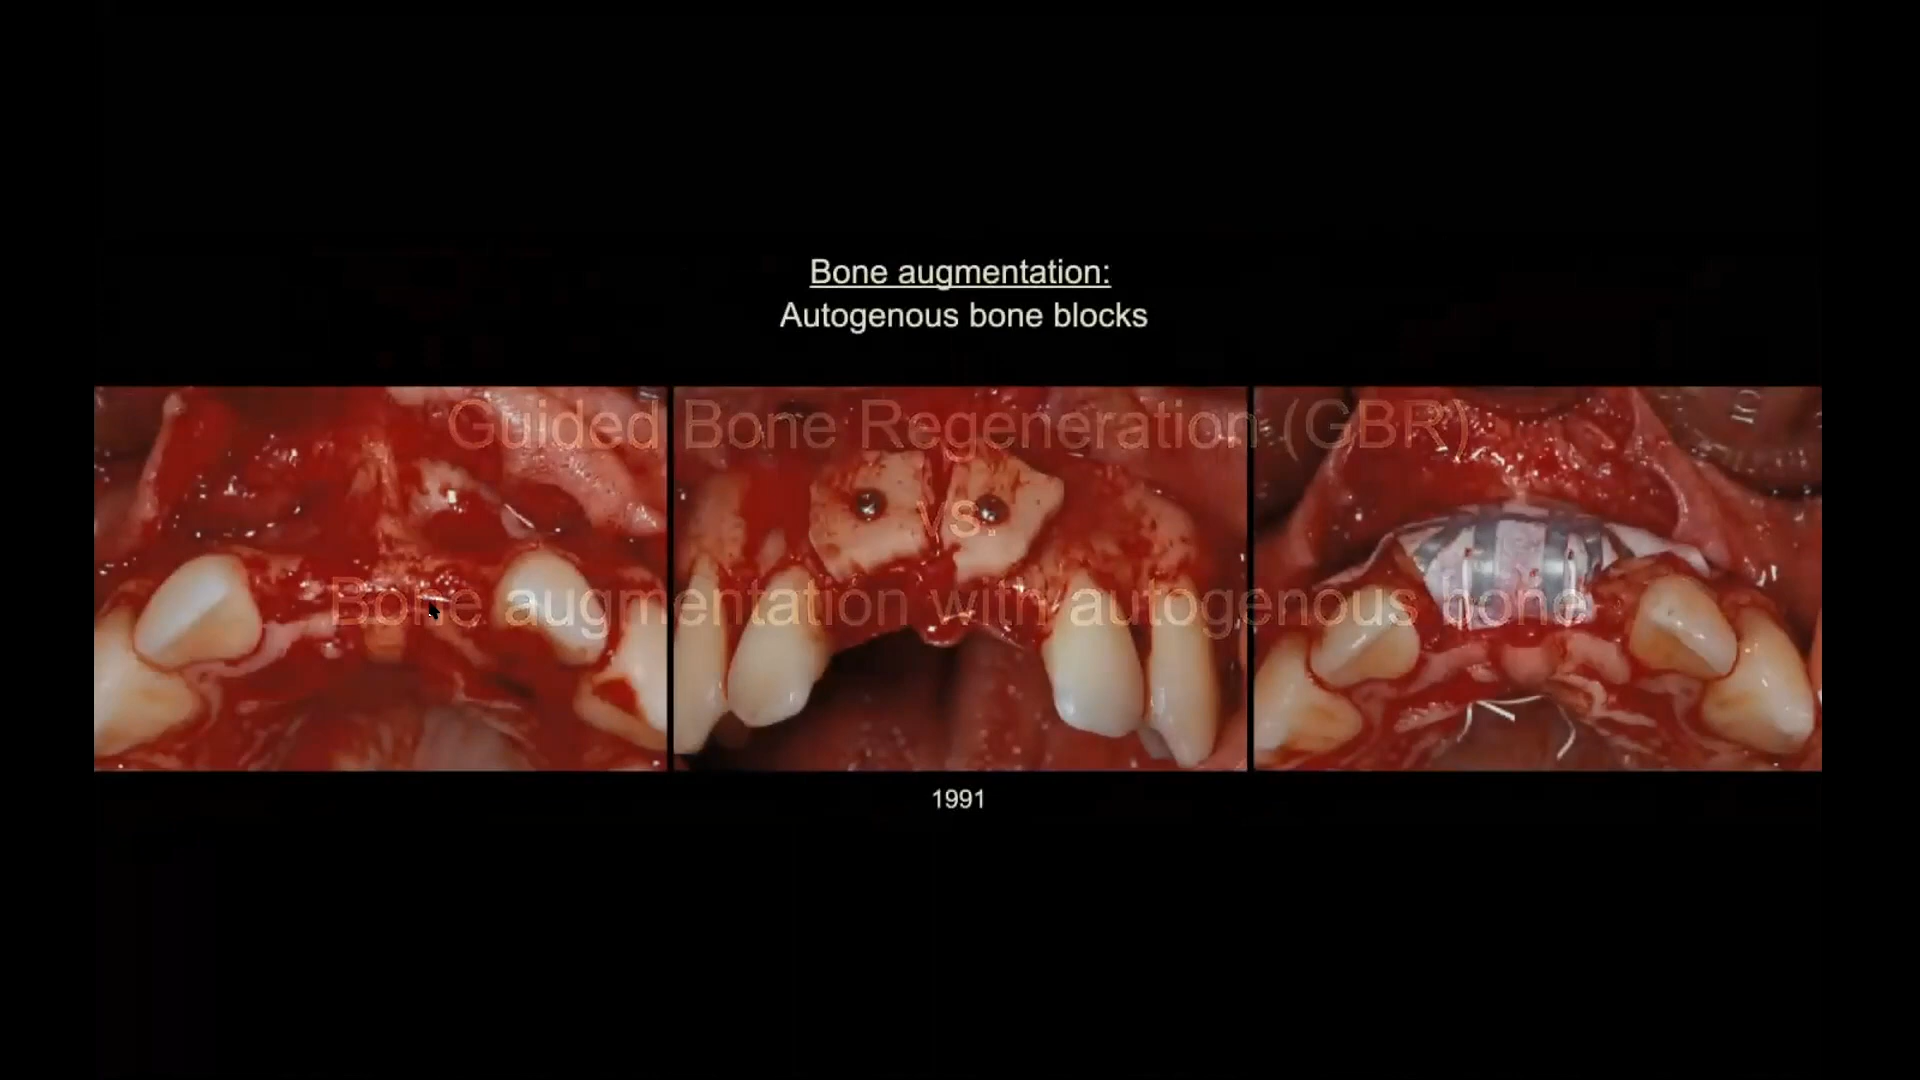 Bone augmentation:
Autogenous bone blocks
Guided Bone Regeneration (GBR)
vs.
Bone augmentation with autogenous bone
1991